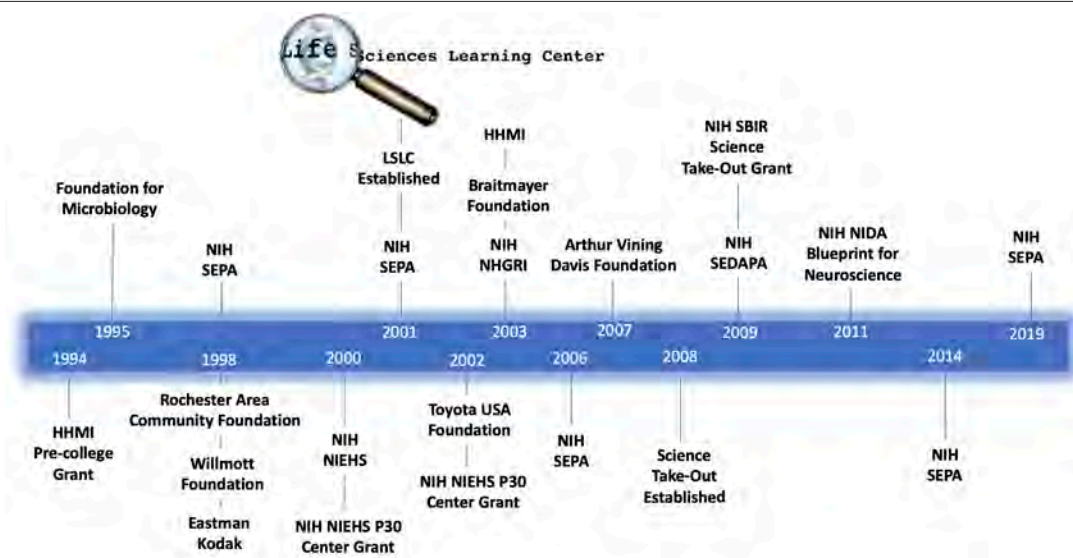 Life Sciences Learning Center
HHMI
NIH SBIR
Science
Take-Out Grant
LSLC
Established
Braitmayer
Foundation
Foundation for
Microbiology
NIH
SEPA
NIH
SEPA
NIH
NHGRI
Arthur Vining
Davis Foundation
NIH
SEDAPA
NIH NIDA
Blueprint for
Neuroscience
NIH
SEPA
1995
2001
2003
2007
2009
2011
2019
1994
1998
2000
2002
2006
2008
2014
HHMI
Pre-college
Grant
Rochester Area
Community Foundation
Willmott
Foundation
Eastman
Kodak
NIH
NIEHS
NIH NIEHS P30
Center Grant
Toyota USA
Foundation
NIH NIEHS P30
Center Grant
NIH
SEPA
Science
Take-Out
Established
NIH
SEPA